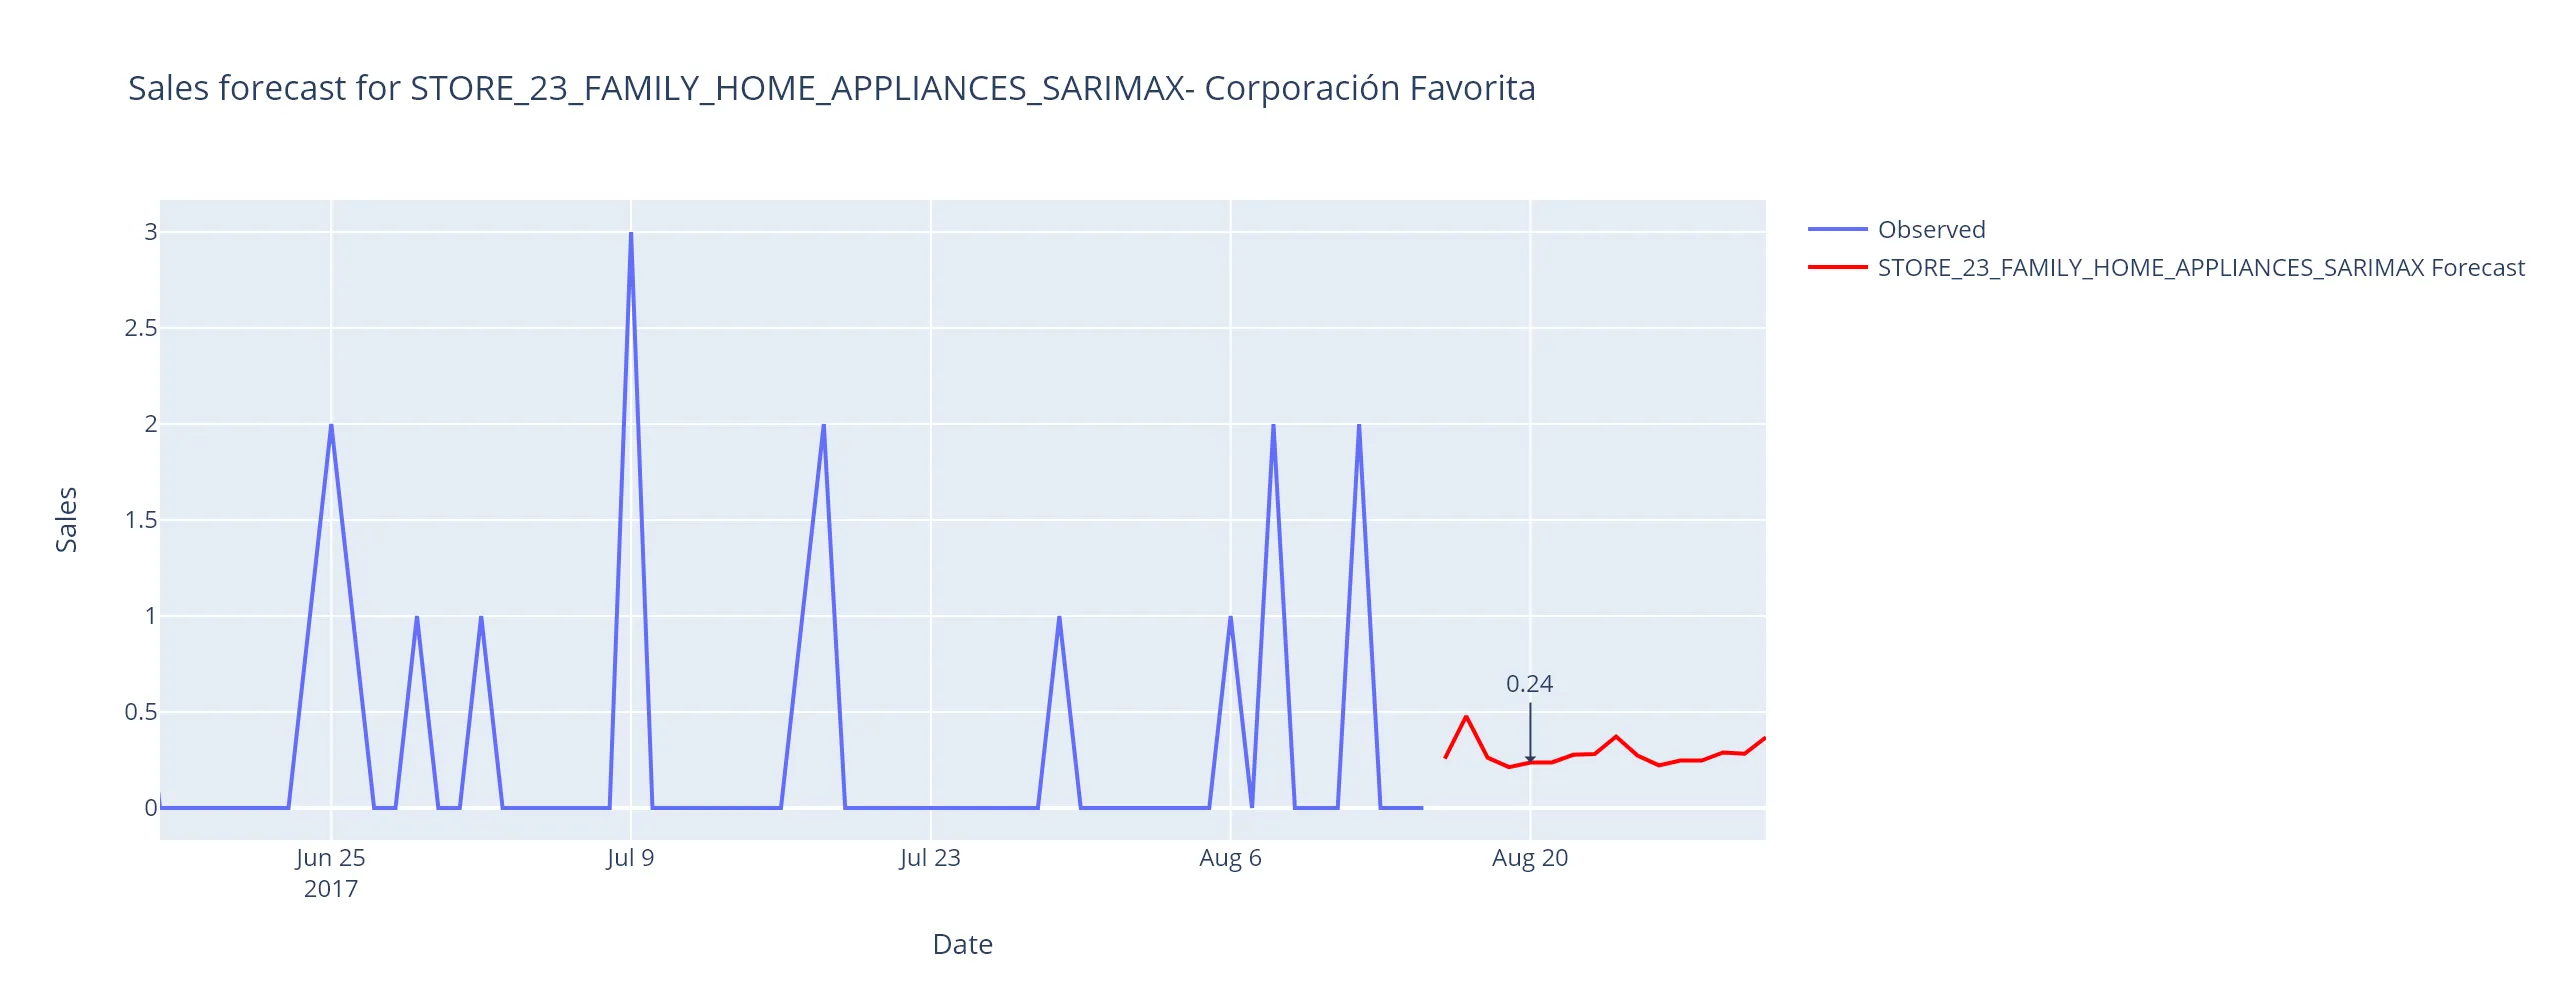 Sales forecast for STORE_23_FAMILY_HOME_APPLIANCES_SARIMAX- Corporación Favorita
Observed
STORE_23_FAMILY_HOME_APPLIANCES_SARIMAX Forecast
3
2.5
2
1.5
1
0.5
0
Sales
0.24
Jun 25
2017
Jul 9
Jul 23
Aug 6
Aug 20
Date